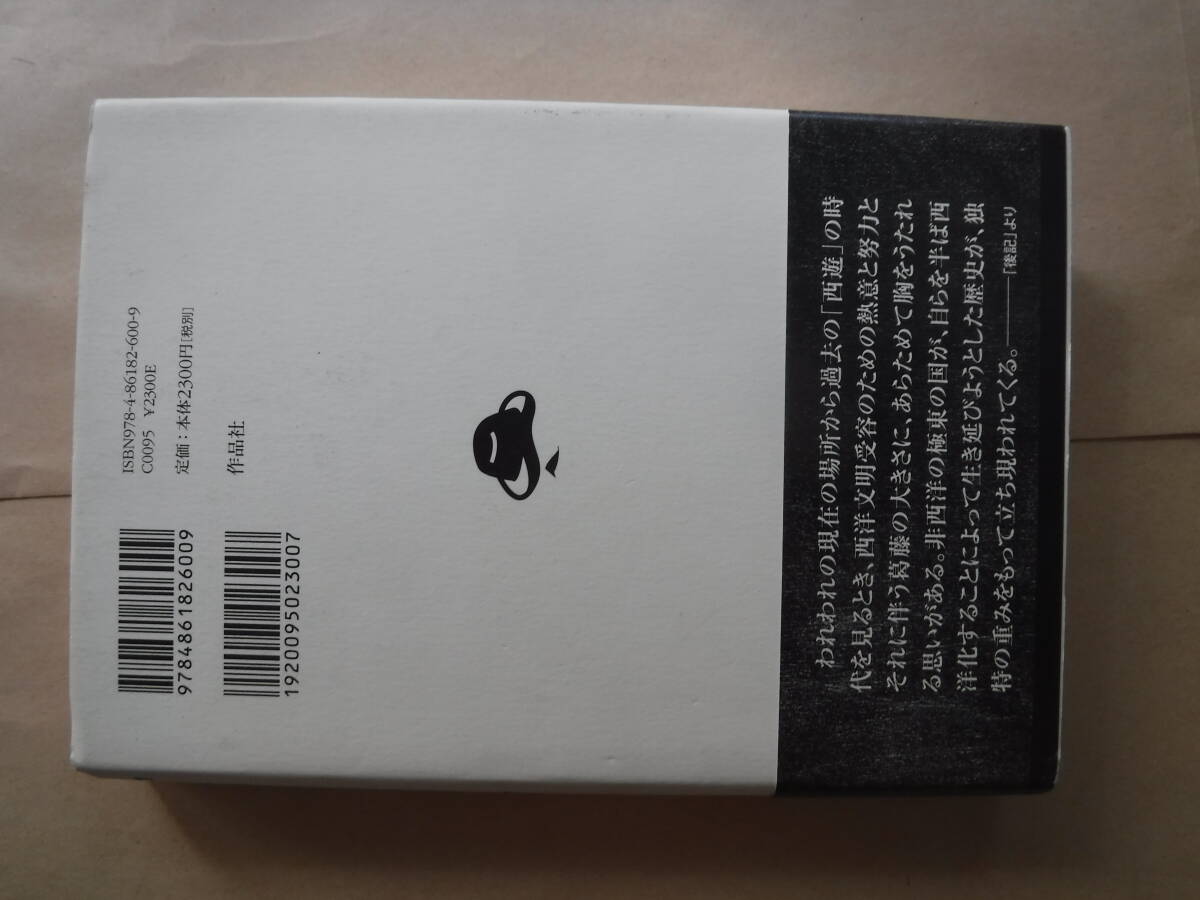 ISBN978-4-86182-600-9
C0095 ¥2300E
定価：本体2300円[税別]
作品社
9784861826009
1920095023007
われわれの現在の場所から過去の「西遊」の時
代を見るとき、西洋文明受容のための熱意と努力と
それに伴う葛藤の大きさに、あらためて胸をうたれ
る思いがある。非西洋の極東の国が、自らを半ば西
洋化することによって生き延びようとした歴史が、独
特の重みをもって立ち現われてくる。――「後記」より